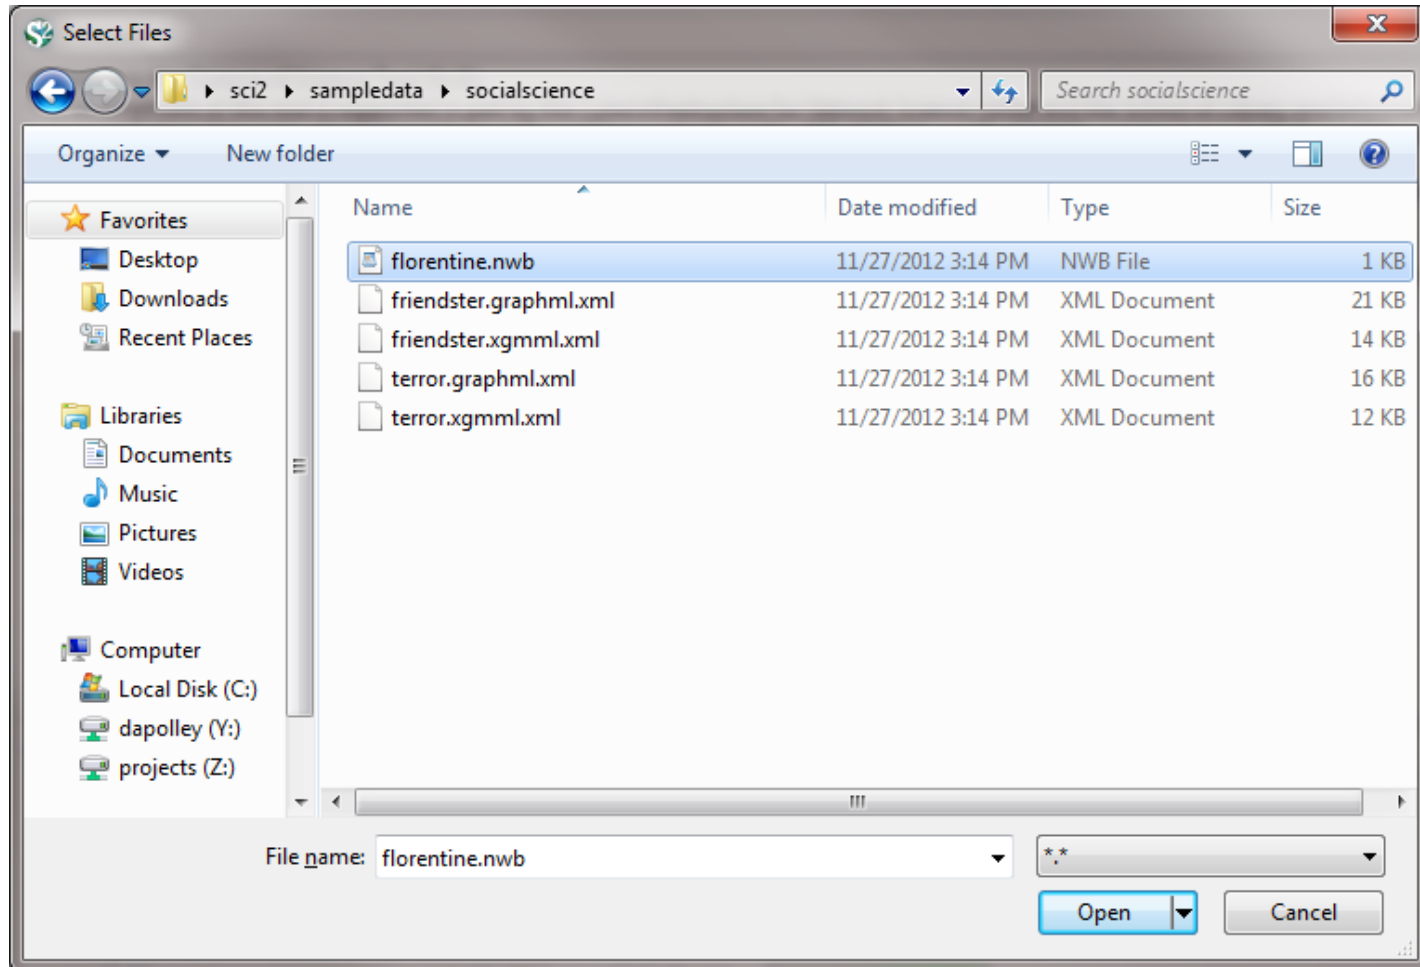 Select Files
sci2 sampledata socialscience Search socialscience
Organize New folder
Name Date modified Type Size
Favorites
Desktop
Downloads
Recent Places
Libraries
Documents
Music
Pictures
Videos
Computer
Local Disk (C:)
dapolley (Y:)
projects (Z:)
florentine.nwb 11/27/2012 3:14 PM NWB File 1 KB
friendster.graphml.xml 11/27/2012 3:14 PM XML Document 21 KB
friendster.xgmml.xml 11/27/2012 3:14 PM XML Document 14 KB
terror.graphml.xml 11/27/2012 3:14 PM XML Document 16 KB
terror.xgmml.xml 11/27/2012 3:14 PM XML Document 12 KB
File name: florentine.nwb *.*
Open Cancel